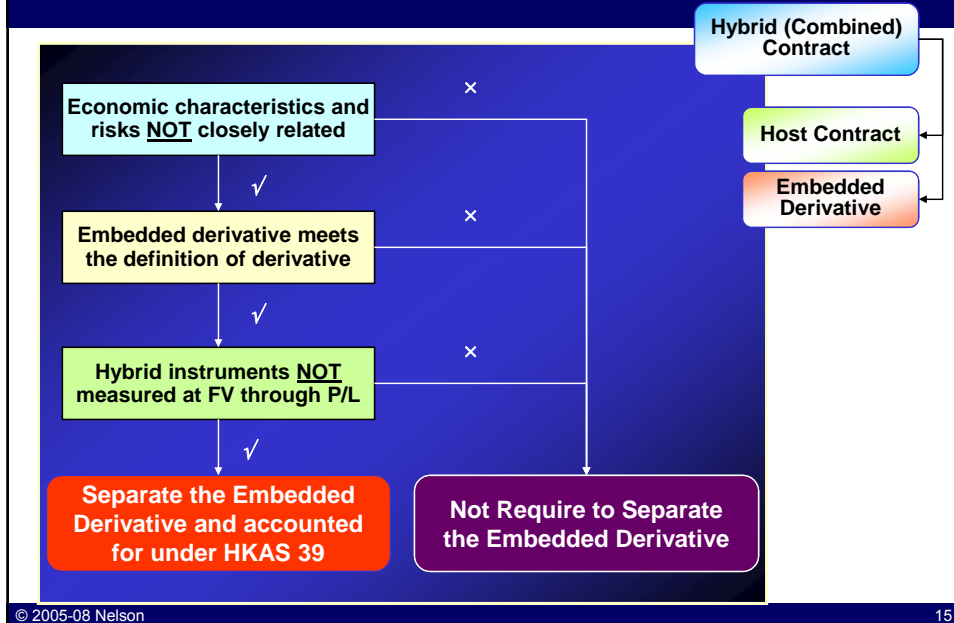 Hybrid (Combined)
Contract
Host Contract
Embedded
Derivative
Economic characteristics and
risks NOT closely related
×
√
Embedded derivative meets
the definition of derivative
×
√
Hybrid instruments NOT
measured at FV through P/L
×
√
Separate the Embedded
Derivative and accounted
for under HKAS 39
Not Require to Separate
the Embedded Derivative
© 2005-08 Nelson
15